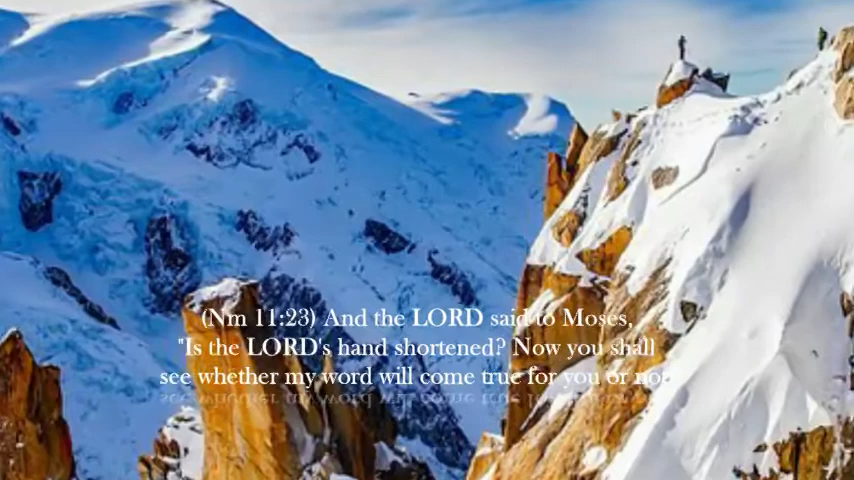 (Nm 11:23) And the LORD said to Moses,
"Is the LORD's hand shortened? Now you shall
see whether my word will come true for you or not